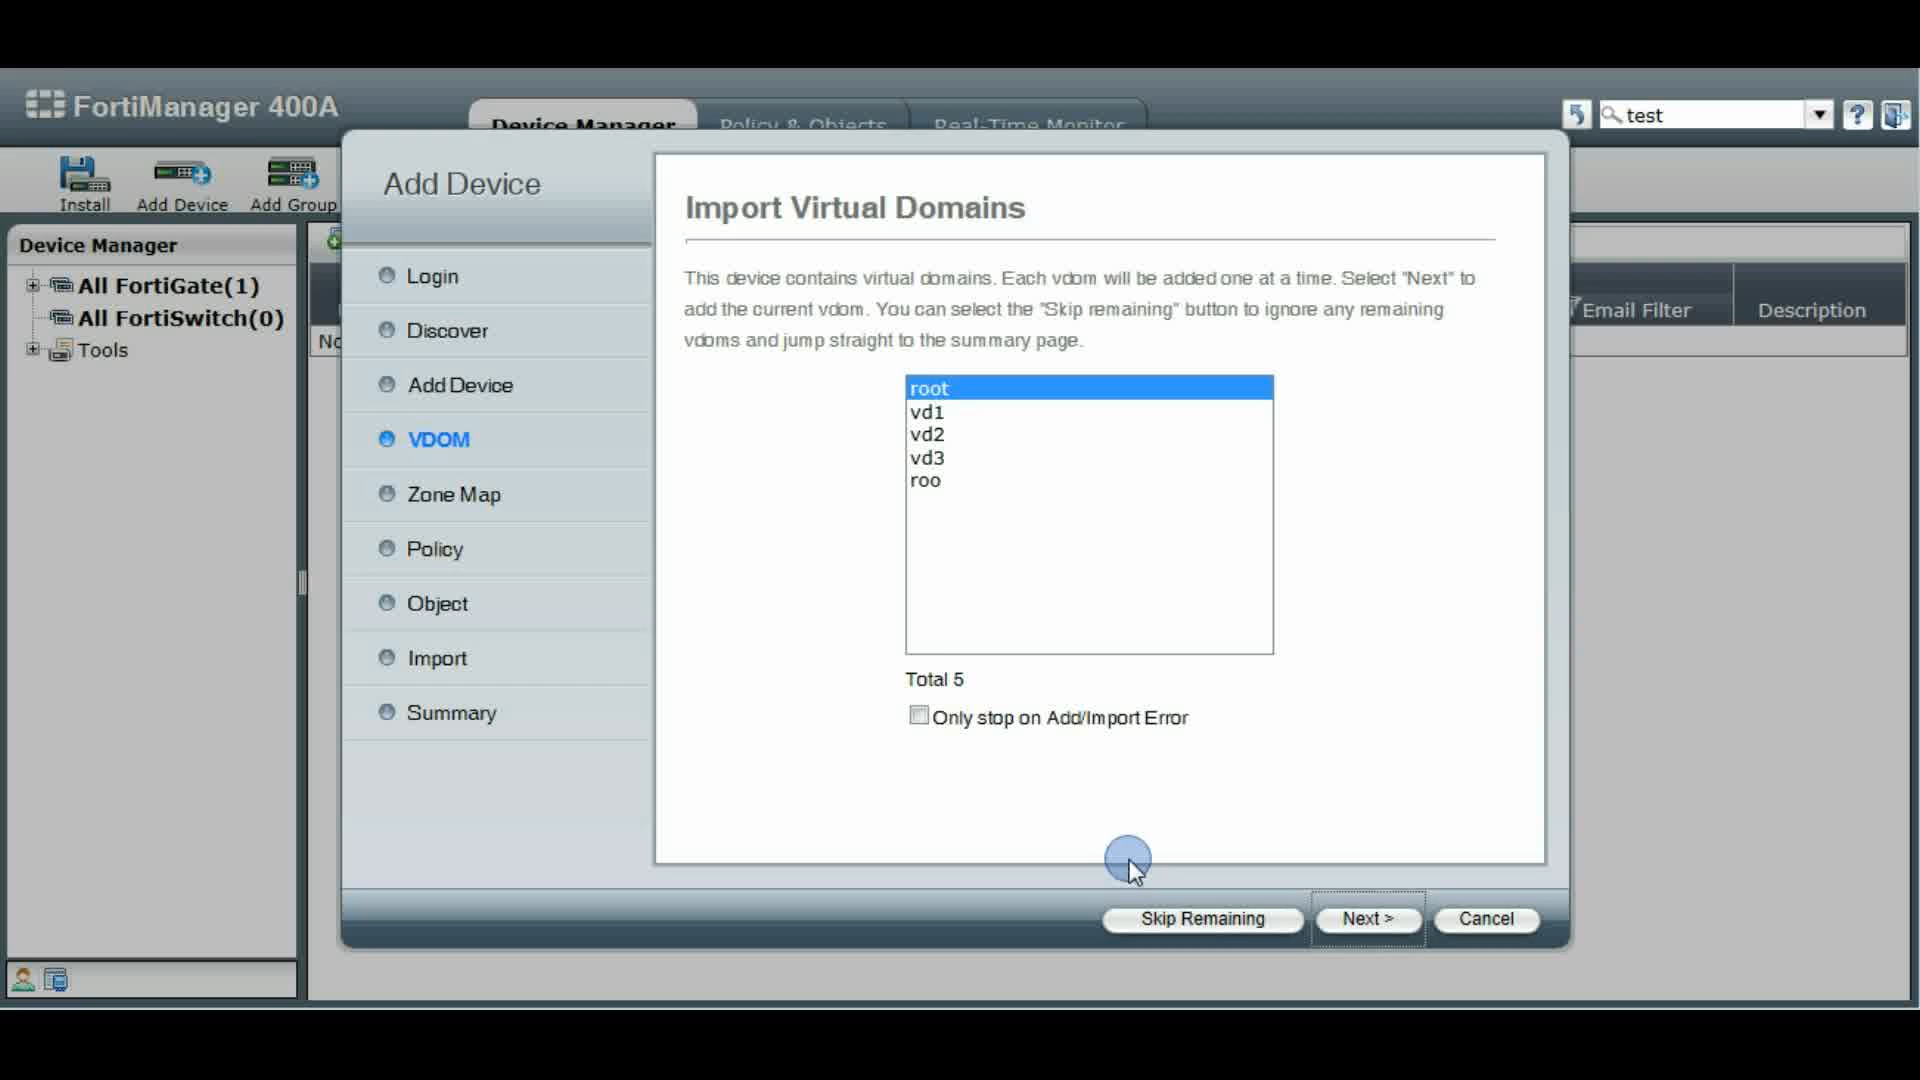 FortiManager 400A
Device Manager
Policy & Objects
Real-Time Monitor
test
Install
Add Device
Add Group
Device Manager
All FortiGate(1)
All FortiSwitch(0)
Tools
Add Device
Login
Discover
Add Device
VDOM
Zone Map
Policy
Object
Import
Summary
Import Virtual Domains
This device contains virtual domains. Each vdom will be added one at a time. Select "Next" to
add the current vdom. You can select the "Skip remaining" button to ignore any remaining
vdoms and jump straight to the summary page.
root
vd1
vd2
vd3
roo
Total 5
Only stop on Add/Import Error
Skip Remaining
Next >
Cancel
Email Filter
Description